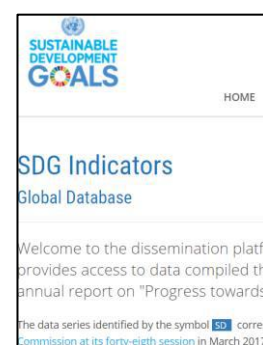 SUSTAINABLE
DEVELOPMENT
GOALS
HOME
SDG Indicators
Global Database
Welcome to the dissemination platf
provides access to data compiled th
annual report on "Progress towards
The data series identified by the symbol SD corre
Commission at its forty-eigth session in March 2017